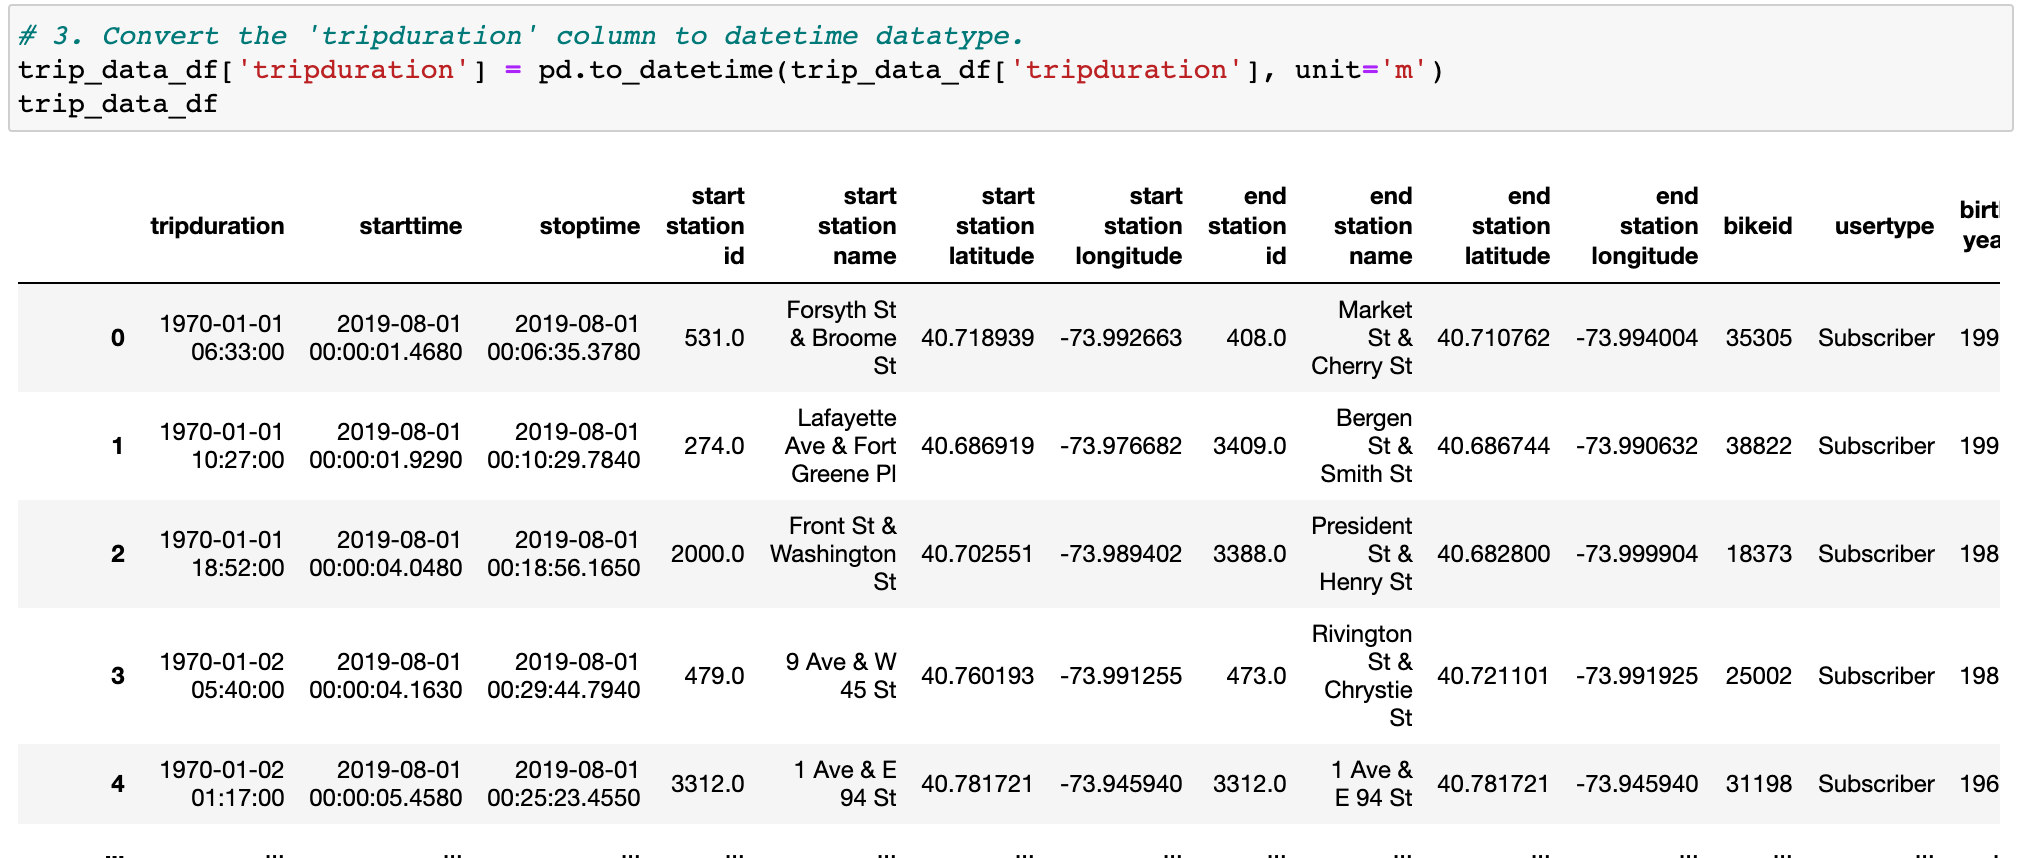 # 3. Convert the 'tripduration' column to datetime datatype.
trip_data_df['tripduration'] = pd.to_datetime(trip_data_df['tripduration'], unit='m')
trip_data_df
tripduration starttime stoptime start station id start station name start station latitude start station longitude end station id end station name end station latitude end station longitude bikeid usertype
0 1970-01-01 06:33:00 2019-08-01 00:00:01.4680 2019-08-01 00:06:35.3780 531.0 Forsyth St & Broome St 40.718939 -73.992663 408.0 Market St & Cherry St 40.710762 -73.994004 35305 Subscriber 199
1 1970-01-01 10:27:00 2019-08-01 00:00:01.9290 2019-08-01 00:10:29.7840 274.0 Lafayette Ave & Fort Greene Pl 40.686919 -73.976682 3409.0 Bergen St & Smith St 40.686744 -73.990632 38822 Subscriber 199
2 1970-01-01 18:52:00 2019-08-01 00:00:04.0480 2019-08-01 00:18:56.1650 2000.0 Front St & Washington St 40.702551 -73.989402 3388.0 President St & Henry St 40.682800 -73.999904 18373 Subscriber 198
3 1970-01-02 05:40:00 2019-08-01 00:00:04.1630 2019-08-01 00:29:44.7940 479.0 9 Ave & W 45 St 40.760193 -73.991255 473.0 Rivington St & Chrystie St 40.721101 -73.991925 25002 Subscriber 198
4 1970-01-02 01:17:00 2019-08-01 00:00:05.4580 2019-08-01 00:25:23.4550 3312.0 1 Ave & E 94 St 40.781721 -73.945940 3312.0 1 Ave & E 94 St 40.781721 -73.945940 31198 Subscriber 196
... ... ... ... ... ... ... ... ... ... ... ... ... ...